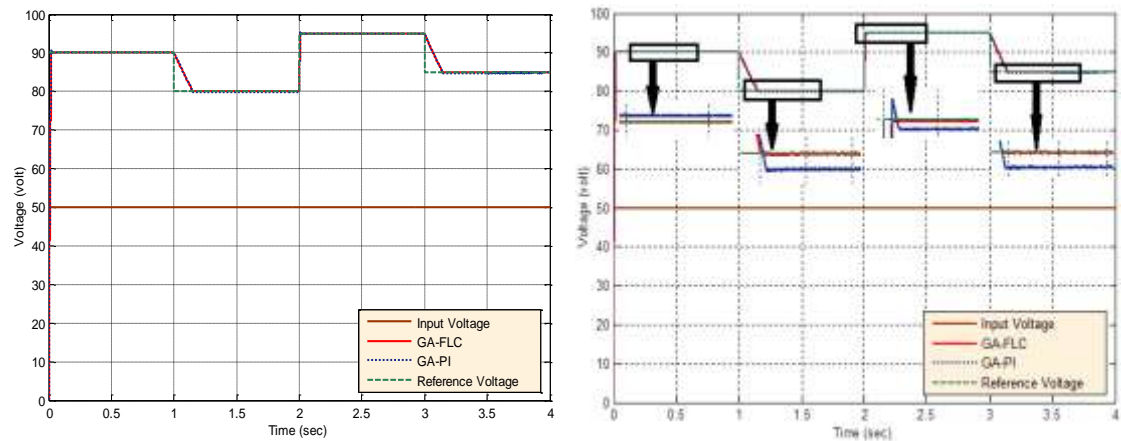 100
90
80
70
60
50
40
30
20
10
0
Voltage (volt)
0 0.5 1 1.5 2 2.5 3 3.5 4
Time (sec)
Input Voltage
GA-FLC
GA-PI
Reference Voltage
100
90
80
70
60
50
40
30
20
10
0
Voltage (volt)
0 0.5 1 1.5 2 2.5 3 3.5 4
Time (sec)
Input Voltage
GA-FLC
GA-PI
Reference Voltage